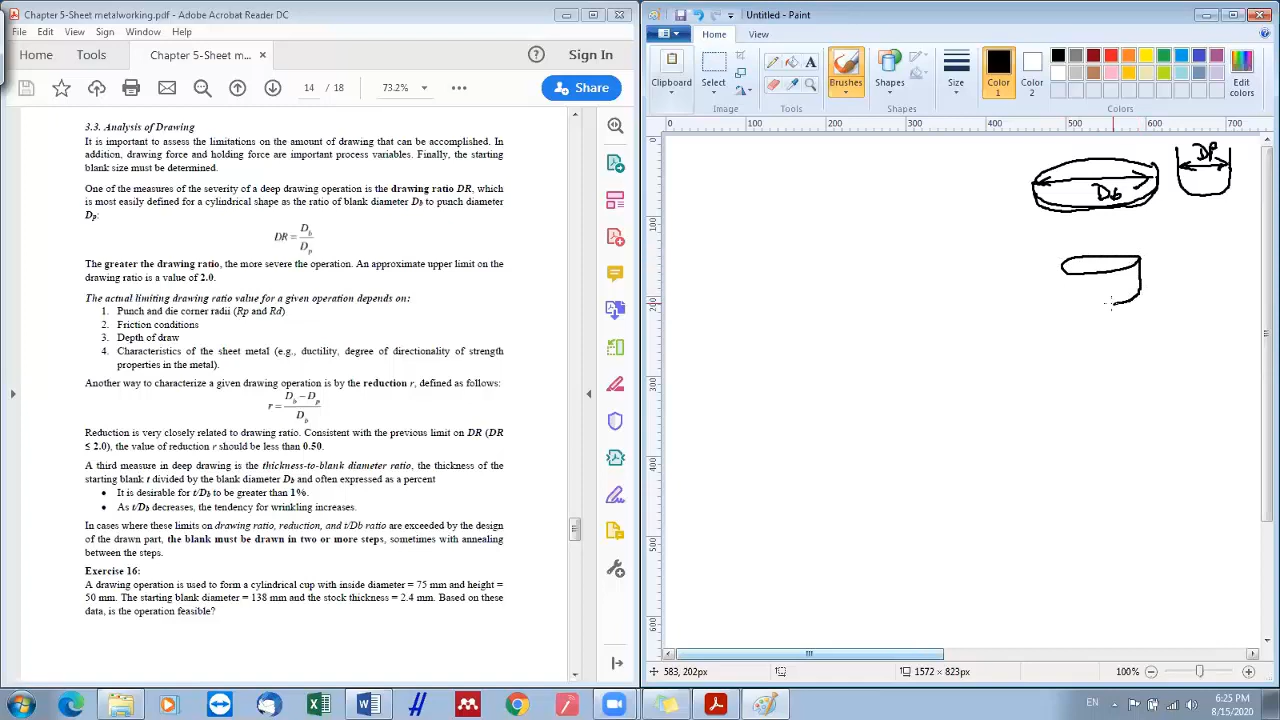 Chapter 5-Sheet metalworking.pdf - Adobe Acrobat Reader DC
File Edit View Sign Window Help
Home Tools Chapter 5-Sheet m... × Sign In
14 / 18 73.2% Share
3.3. Analysis of Drawing
It is important to assess the limitations on the amount of drawing that can be accomplished. In
addition, drawing force and holding force are important process variables. Finally, the starting
blank size must be determined.
One of the measures of the severity of a deep drawing operation is the drawing ratio DR, which
is most easily defined for a cylindrical shape as the ratio of blank diameter Db to punch diameter
Dp:
DR = Db / Dp
The greater the drawing ratio, the more severe the operation. An approximate upper limit on the
drawing ratio is a value of 2.0.
The actual limiting drawing ratio value for a given operation depends on:
1. Punch and die corner radii (Rp and Rd)
2. Friction conditions
3. Depth of draw
4. Characteristics of the sheet metal (e.g., ductility, degree of directionality of strength
properties in the metal).
Another way to characterize a given drawing operation is by the reduction r, defined as follows:
r = Db − Dp / Db
Reduction is very closely related to drawing ratio. Consistent with the previous limit on DR (DR
≤ 2.0), the value of reduction r should be less than 0.50.
A third measure in deep drawing is the thickness-to-blank diameter ratio, the thickness of the
starting blank t divided by the blank diameter Db and often expressed as a percent
• It is desirable for t/Db to be greater than 1%.
• As t/Db decreases, the tendency for wrinkling increases.
In cases where these limits on drawing ratio, reduction, and t/Db ratio are exceeded by the design
of the drawn part, the blank must be drawn in two or more steps, sometimes with annealing
between the steps.
Exercise 16:
A drawing operation is used to form a cylindrical cup with inside diameter = 75 mm and height =
50 mm. The starting blank diameter = 138 mm and the stock thickness = 2.4 mm. Based on these
data, is the operation feasible?
Untitled - Paint
Home View
Clipboard Select Brushes Shapes Size Color 1 Color 2 Edit colors
Image Tools Shapes Colors
0 100 200 300 400 500 600 700
0
100
200
300
400
500
600
Db
Dp
583, 202px 1572 × 823px 100%
EN 6:25 PM
8/15/2020